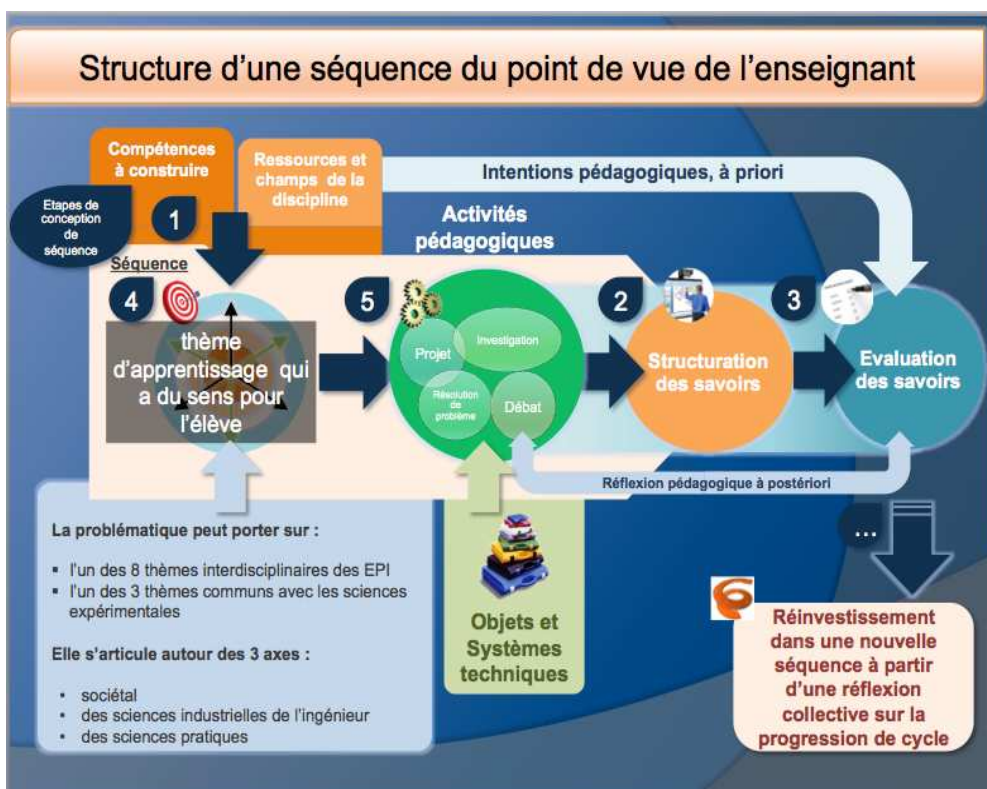 Structure d’une séquence du point de vue de l’enseignant
Compétences
à construire
Ressources et
champs de la
discipline
Intentions pédagogiques, à priori
Etapes de
conception
de
séquence
1
Activités
pédagogiques
Séquence
4
5
2
3
thème
d’apprentissage qui
a du sens pour
l’élève
Projet
Investigation
Résolution
de
problème
Débat
Structuration
des savoirs
Evaluation
des savoirs
Réflexion pédagogique à postériori
La problématique peut porter sur :
▪ l’un des 8 thèmes interdisciplinaires des EPI
▪ l’un des 3 thèmes communs avec les sciences
expérimentales
Elle s’articule autour des 3 axes :
• sociétal
• des sciences industrielles de l’ingénieur
• des sciences pratiques
Objets et
Systèmes
techniques
...
Réinvestissement
dans une nouvelle
séquence à partir
d’une réflexion
collective sur la
progression de cycle